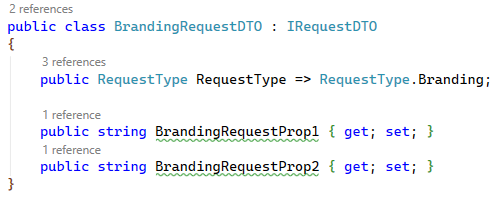 2 references
public class BrandingRequestDTO : IRequestDTO
{
3 references
public RequestType RequestType => RequestType.Branding;
1 reference
public string BrandingRequestProp1 { get; set; }
1 reference
public string BrandingRequestProp2 { get; set; }
}